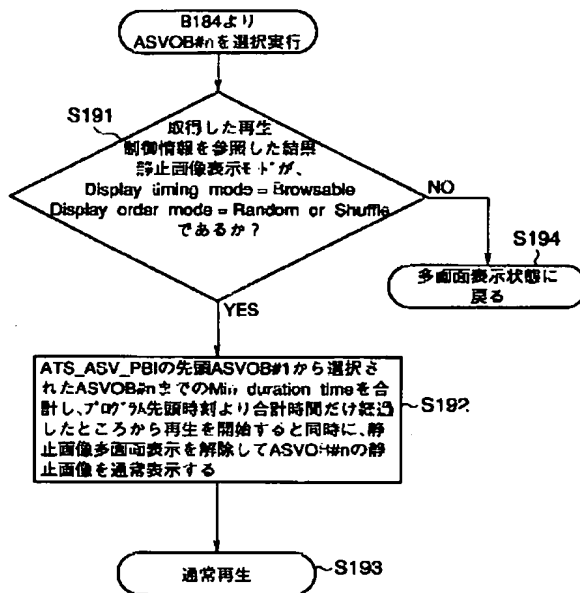 B184より
ASVOB#nを選択実行
S191
取得した再生
制御情報を参照した結果
静止画像表示モードが、
Display timing mode=Browsable
Display order mode=Random or Shuffle
であるか？
NO
S194
多画面表示状態に
戻る
YES
ATS_ASV_PBIの先頭ASVOB#1から選択さ
れたASVOB#nまでのMin duration timeを合
計し、プログラム先頭時刻より合計時間だけ経過
したところから再生を開始すると同時に、静
止画像多画面表示を解除してASVOB#nの静
止画像を通常表示する
S192
通常再生
S193